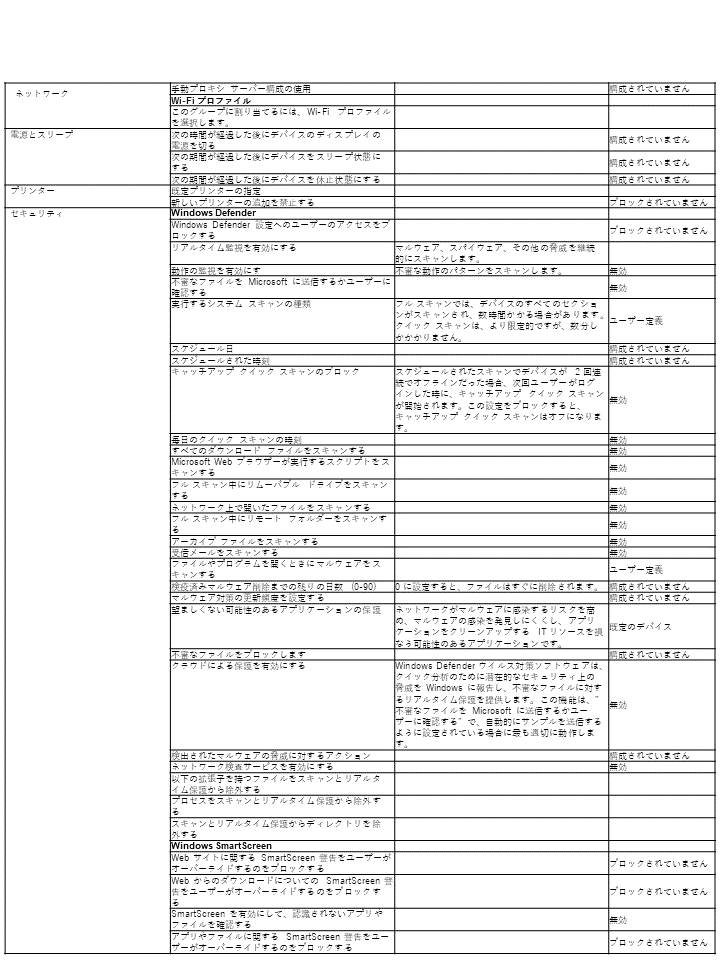 ネットワーク
手動プロキシ サーバー構成の使用
構成されていません
Wi-Fi プロファイル
このグループに割り当てるには、Wi-Fi プロファイル
を選択します。
電源とスリープ
次の時間が経過した後にデバイスのディスプレイの
電源を切る
構成されていません
次の期間が経過した後にデバイスをスリープ状態に
する
構成されていません
次の期間が経過した後にデバイスを休止状態にする
構成されていません
プリンター
既定プリンターの指定
新しいプリンターの追加を禁止する
ブロックされていません
セキュリティ
Windows Defender
Windows Defender 設定へのユーザーのアクセスをブ
ロックする
ブロックされていません
リアルタイム監視を有効にする
マルウェア、スパイウェア、その他の脅威を継続
的にスキャンします。
動作の監視を有効にす
不審な動作のパターンをスキャンします。
無効
不審なファイルを Microsoft に送信するかユーザーに
確認する
無効
実行するシステム スキャンの種類
フル スキャンでは、デバイスのすべてのセクショ
ンがスキャンされ、数時間かかる場合があります。
クイック スキャンは、より限定的ですが、数分し
かかかりません。
ユーザー定義
スケジュール日
構成されていません
スケジュールされた時刻
構成されていません
キャッチアップ クイック スキャンのブロック
スケジュールされたスキャンでデバイスが 2 回連
続でオフラインだった場合、次回ユーザーがログ
インした時に、キャッチアップ クイック スキャン
が開始されます。この設定をブロックすると、
キャッチアップ クイック スキャンはオフになりま
す。
無効
毎日のクイック スキャンの時刻
無効
すべてのダウンロード ファイルをスキャンする
無効
Microsoft Web ブラウザーが実行するスクリプトをス
キャンする
無効
フル スキャン中にリムーバブル ドライブをスキャン
する
無効
ネットワーク上で開いたファイルをスキャンする
無効
フル スキャン中にリモート フォルダーをスキャンす
る
無効
アーカイブ ファイルをスキャンする
無効
受信メールをスキャンする
無効
ファイルやプログラムを開くときにマルウェアをス
キャンする
ユーザー定義
検疫済みマルウェア削除までの残りの日数 (0-90)
0 に設定すると、ファイルはすぐに削除されます。
構成されていません
マルウェア対策の更新頻度を設定する
構成されていません
望ましくない可能性のあるアプリケーションの保護
ネットワークがマルウェアに感染するリスクを高
め、マルウェアの感染を発見しにくくし、アプリ
ケーションをクリーンアップする IT リソースを損
なう可能性のあるアプリケーションです。
既定のデバイス
不審なファイルをブロックします
構成されていません
クラウドによる保護を有効にする
Windows Defender ウイルス対策ソフトウェアは、
クイック分析のために潜在的なセキュリティ上の
脅威を Windows に報告し、不審なファイルに対す
るリアルタイム保護を提供します。この機能は、"
不審なファイルを Microsoft に送信するかユー
ザーに確認する" で、自動的にサンプルを送信する
ように設定されている場合に最も適切に動作しま
す。
無効
検出されたマルウェアの脅威に対するアクション
構成されていません
ネットワーク検査サービスを有効にする
無効
以下の拡張子を持つファイルをスキャンとリアルタ
イム保護から除外する
プロセスをスキャンとリアルタイム保護から除外す
る
スキャンとリアルタイム保護からディレクトリを除
外する
Windows SmartScreen
Web サイトに関する SmartScreen 警告をユーザーが
オーバーライドするのをブロックする
ブロックされていません
Web からのダウンロードについての SmartScreen 警
告をユーザーがオーバーライドするのをブロックす
る
ブロックされていません
SmartScreen を有効にして、認識されないアプリや
ファイルを確認する
無効
アプリやファイルに関する SmartScreen 警告をユー
ザーがオーバーライドするのをブロックする
ブロックされていません